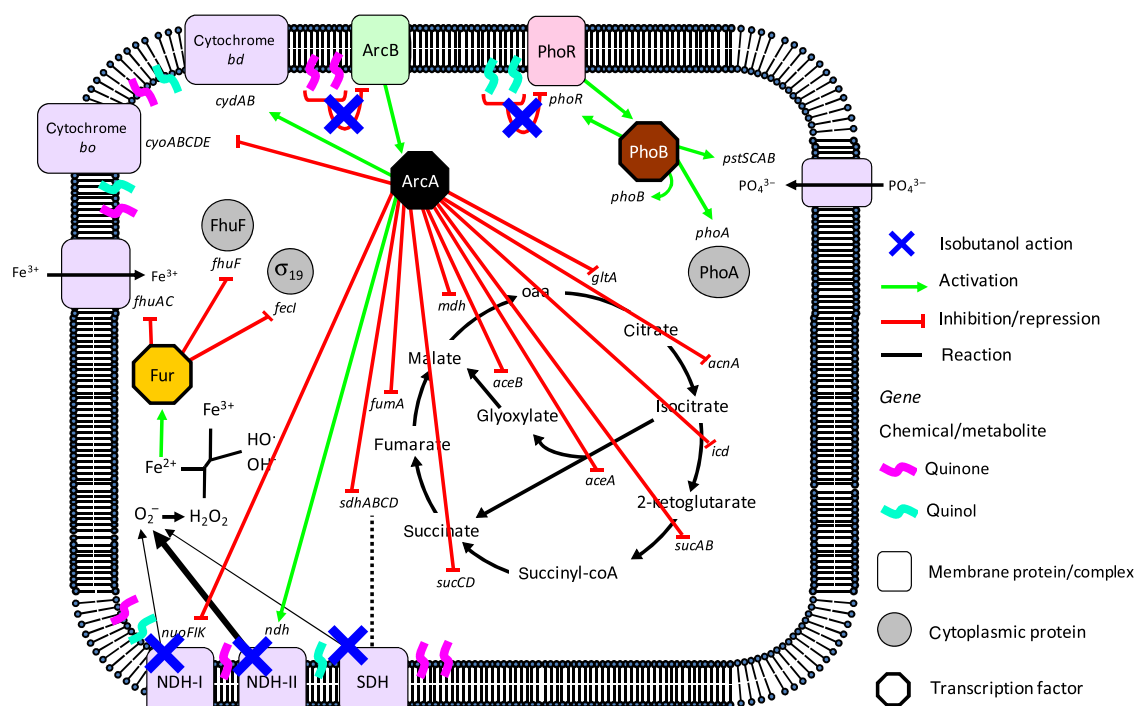 Cytochrome
bd
ArcB
PhoR
cydAB
phoR
Cytochrome
bo
cyoABCDE
PhoB
pstSCAB
ArcA
PO₄³⁻
PO₄³⁻
phoB
FhuF
phoA
fhuF
σ₁₉
PhoA
Fe³⁺
Fe³⁺
fhuAC
fecI
gltA
mdh
oaa
Citrate
acnA
Malate
Fur
aceB
fumA
Glyoxylate
Isocitrate
Fe³⁺
HO·
Fumarate
icd
Fe²⁺
OH⁻
aceA
sdhABCD
2-ketoglutarate
O₂⁻
H₂O₂
Succinate
sucAB
sucCD
Succinyl-coA
nuoFIK
ndh
NDH-I
NDH-II
SDH
Isobutanol action
Activation
Inhibition/repression
Reaction
Gene
Chemical/metabolite
Quinone
Quinol
Membrane protein/complex
Cytoplasmic protein
Transcription factor